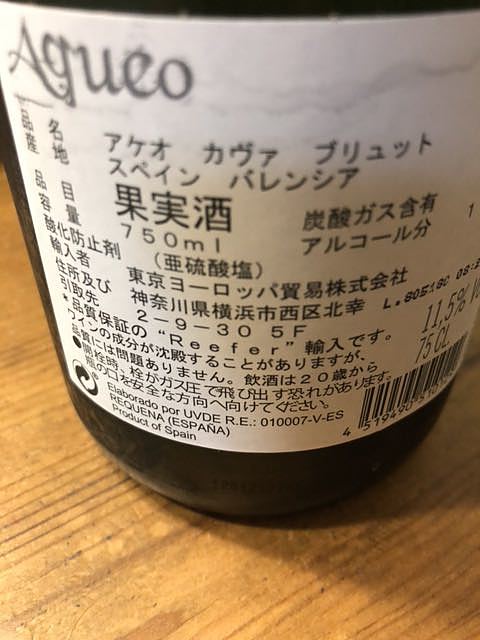 Agueo
品名 アケオ カヴァ ブリュット
産地 スペイン バレンシア
品目 果実酒 炭酸ガス含有
容量 750ml アルコール分 1
酸化防止剤 (亜硫酸塩)
輸入者 東京ヨーロッパ貿易株式会社
住所及び 神奈川県横浜市西区北幸
引取先 2-9-30 5F
L.805180 08:2
*品質保証の"Reefer"輸入です。
ワインの成分が沈殿することがありますが、
品質には問題ありません。飲酒は20歳から
●開栓時、栓がガス圧で飛び出す恐れがあります。
瓶の口を安全な方向へ向けてください。
11.5% Vo
75 CL
Elaborado por UVDE R.E.: 010007-V-ES
REQUENA (ESPAÑA)
Product of Spain
4 519490